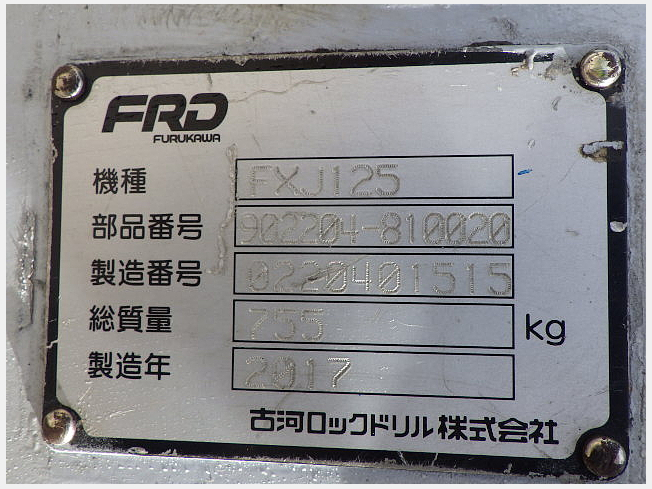 FRD
FURUKAWA
機種 FXJ125
部品番号 902204-810020
製造番号 0220401515
総質量 755 kg
製造年 2017
古河ロックドリル株式会社